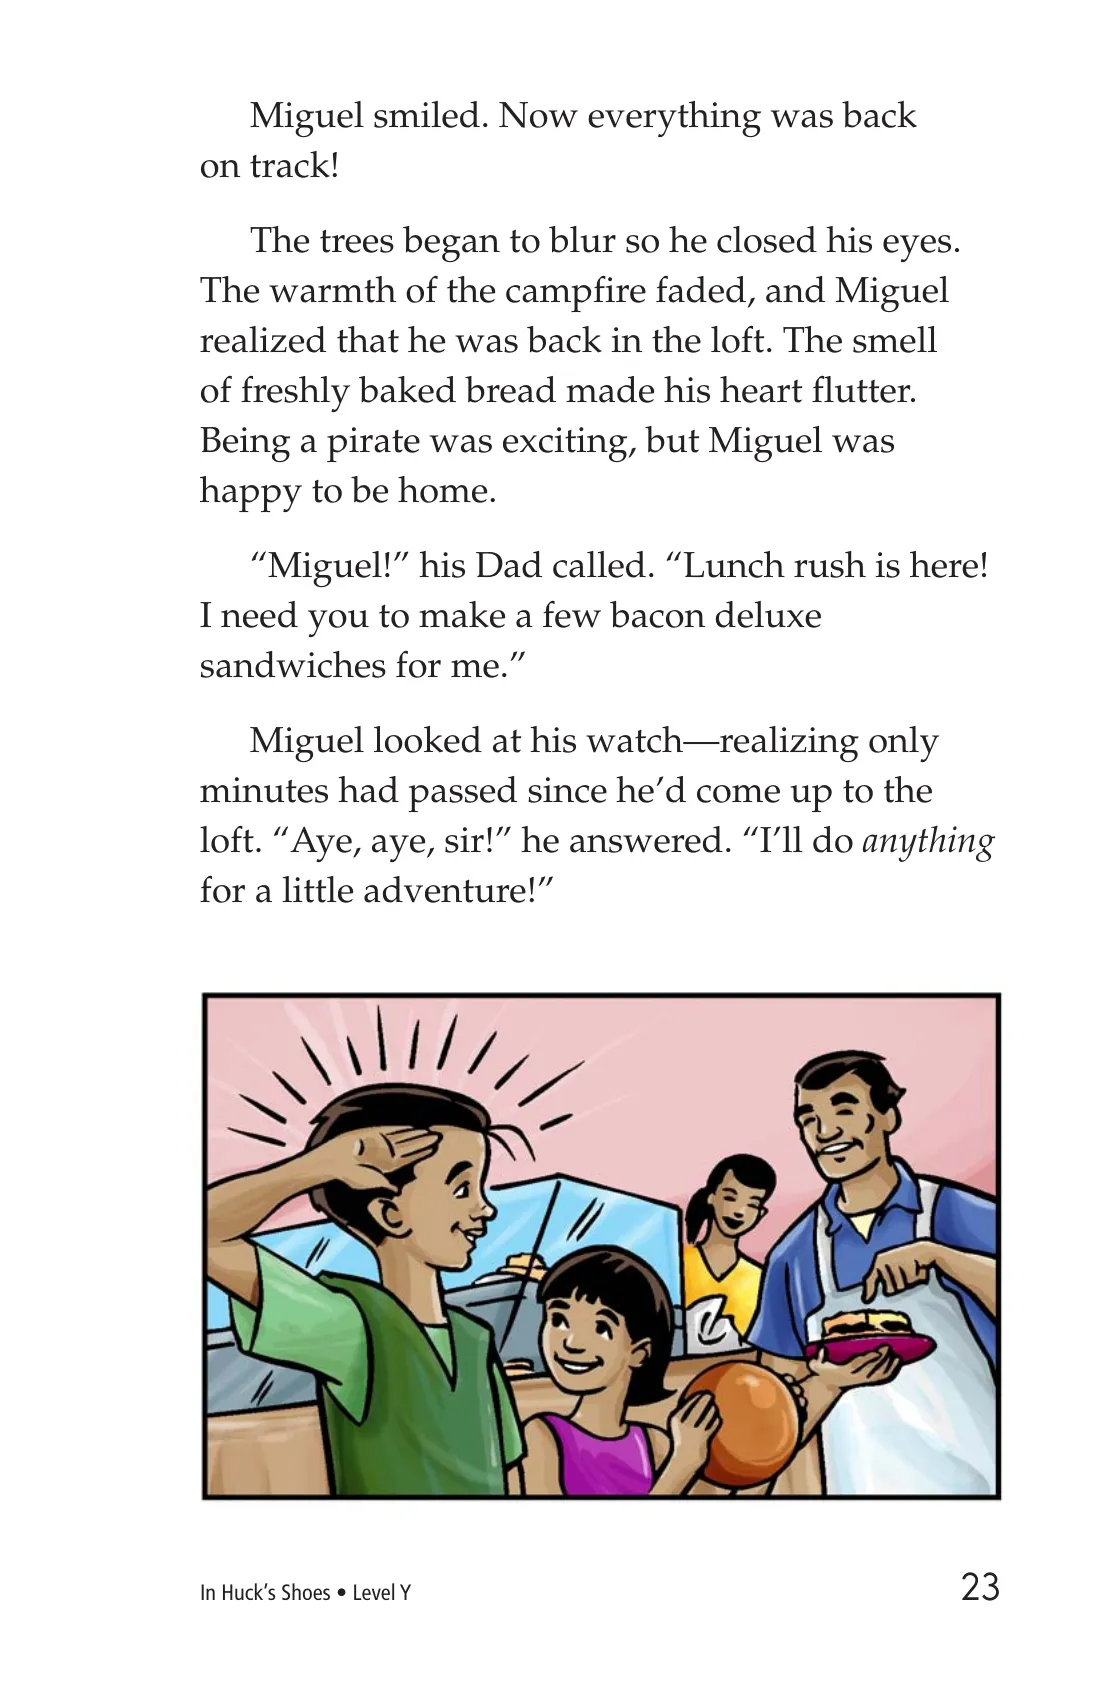 Miguel smiled. Now everything was back
on track!
The trees began to blur so he closed his eyes.
The warmth of the campfire faded, and Miguel
realized that he was back in the loft. The smell
of freshly baked bread made his heart flutter.
Being a pirate was exciting, but Miguel was
happy to be home.
“Miguel!” his Dad called. “Lunch rush is here!
I need you to make a few bacon deluxe
sandwiches for me.”
Miguel looked at his watch—realizing only
minutes had passed since he’d come up to the
loft. “Aye, aye, sir!” he answered. “I’ll do anything
for a little adventure!”
In Huck’s Shoes • Level Y
23